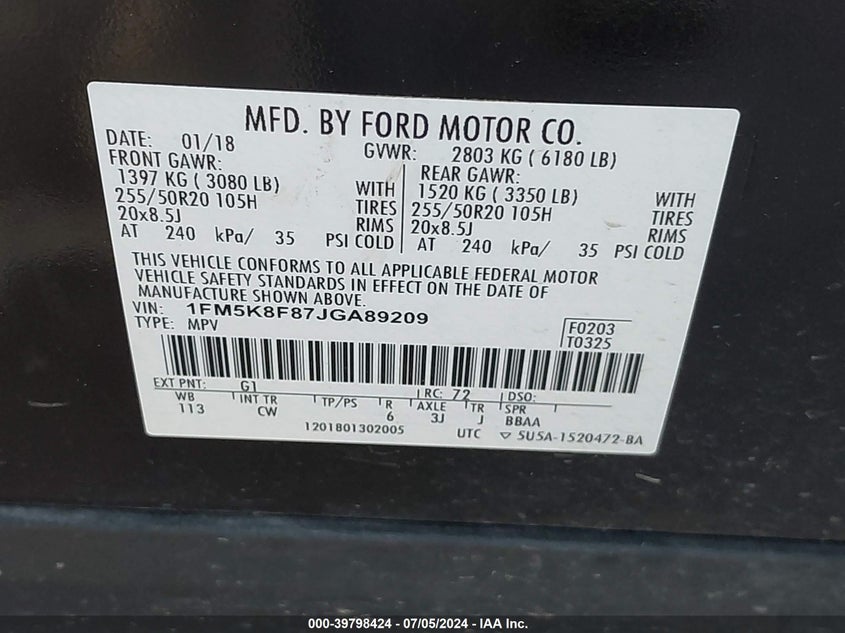 MFD. BY FORD MOTOR CO.
DATE: 01/18 GVWR: 2803 KG ( 6180 LB)
FRONT GAWR: REAR GAWR:
1397 KG ( 3080 LB) WITH 1520 KG ( 3350 LB) WITH
255/50R20 105H TIRES 255/50R20 105H TIRES
20x8.5J RIMS 20x8.5J RIMS
AT 240 kPa/ 35 PSI COLD AT 240 kPa/ 35 PSI COLD
THIS VEHICLE CONFORMS TO ALL APPLICABLE FEDERAL MOTOR
VEHICLE SAFETY STANDARDS IN EFFECT ON THE DATE OF
MANUFACTURE SHOWN ABOVE.
VIN: 1FM5K8F87JGA89209
TYPE: MPV
F0203
T0325
EXT PNT: G1 RC: 72 DSO:
WB INT TR TP/PS R AXLE TR SPR
113 CW 6 3J J BBAA
1201B01302005 UTC ▽ 5U5A-1520472-BA
000-39798424 / 07/05/2024 - IAA Inc.